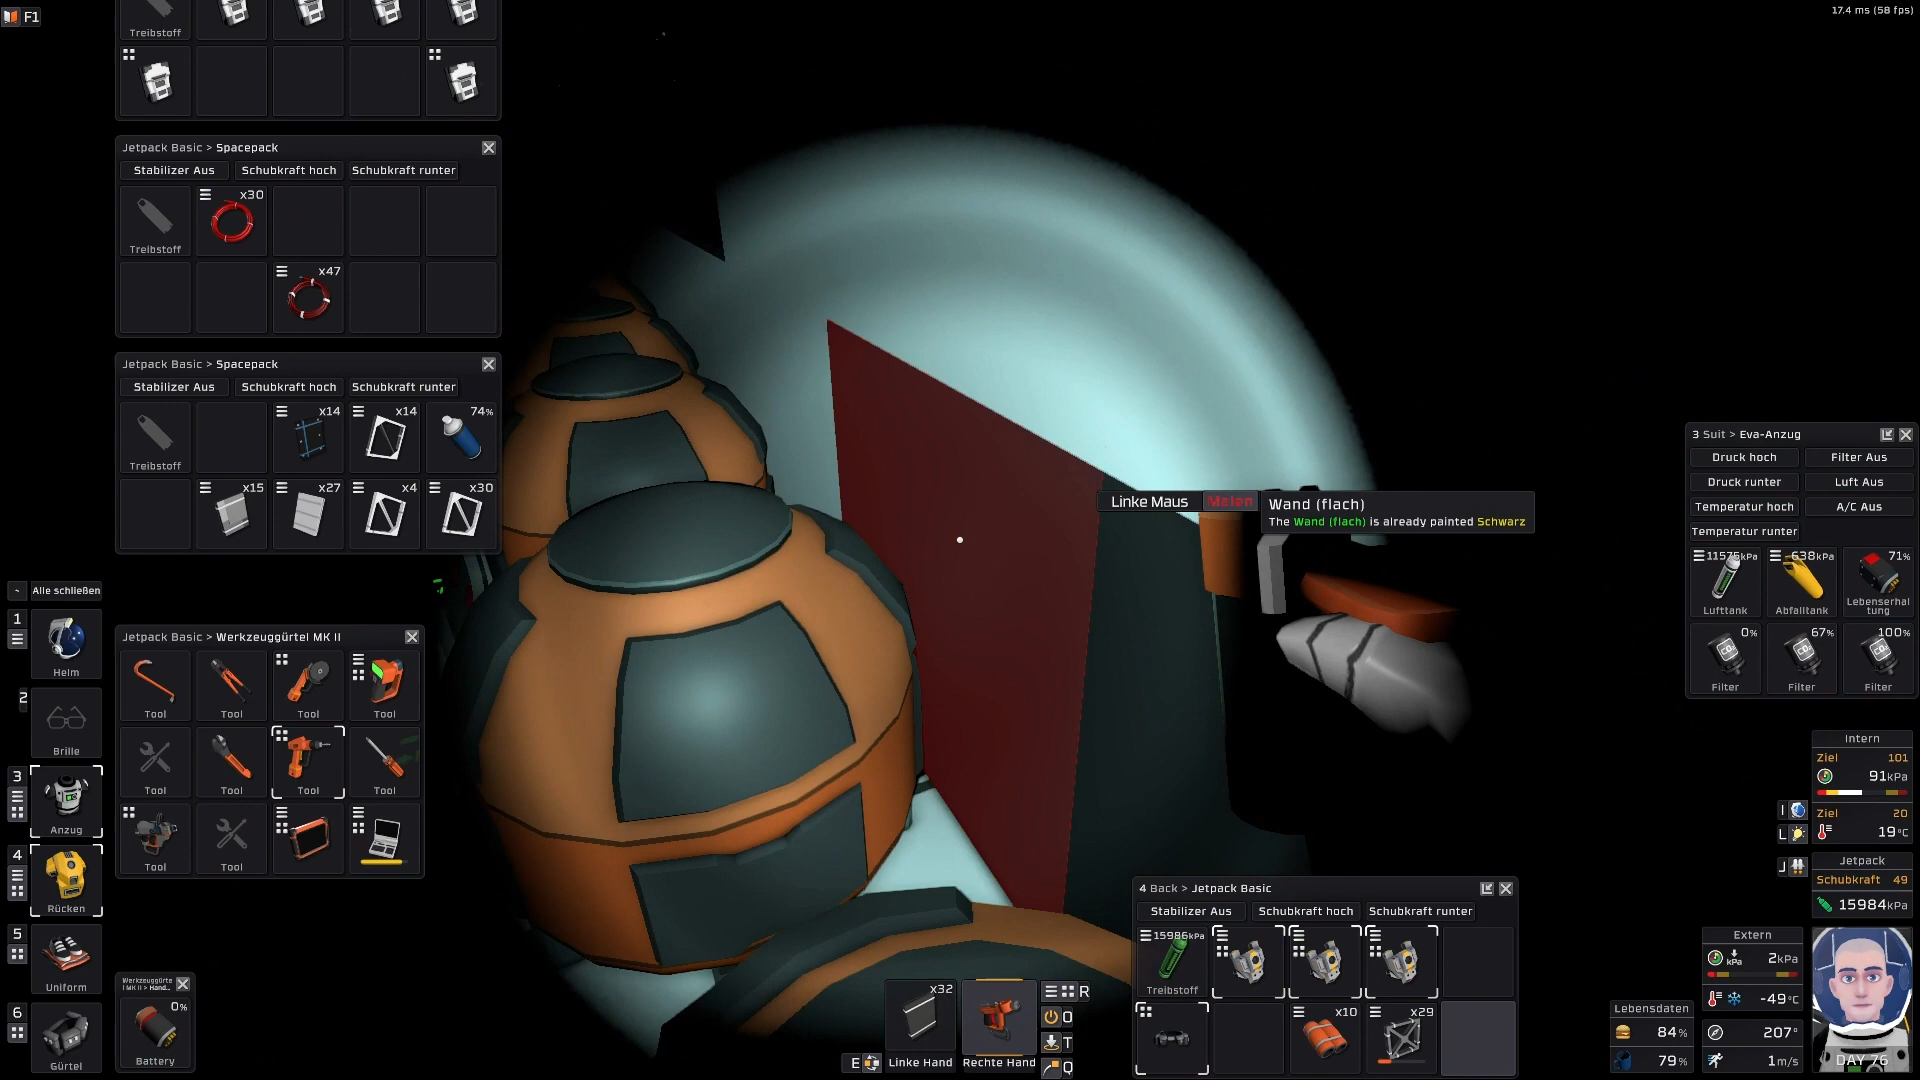 F1
17.4 ms (58 fps)
Treibstoff
Jetpack Basic > Spacepack
Stabilizer Aus
Schubkraft hoch
Schubkraft runter
x30
Treibstoff
x47
Jetpack Basic > Spacepack
Stabilizer Aus
Schubkraft hoch
Schubkraft runter
x14
x14
74%
Treibstoff
x15
x27
x4
x30
~
Alle schließen
1
Helm
2
Brille
3
Anzug
4
Rücken
5
Uniform
6
Gürtel
Jetpack Basic > Werkzeuggürtel MK II
Tool
Tool
Tool
Tool
Tool
Tool
Tool
Tool
Tool
Tool
Tool
Tool
0%
Battery
Linke Maus
Malen
Wand (flach)
The Wand (flach) is already painted Schwarz
3 Suit > Eva-Anzug
Druck hoch
Filter Aus
Druck runter
Luft Aus
Temperatur hoch
A/C Aus
Temperatur runter
638kPa
71%
Lufttank
Abfalltank
Lebenserhaltung
0%
67%
100%
Filter
Filter
Filter
Intern
Ziel 101
91kPa
Ziel 20
19°C
I
L
J
Jetpack
Schubkraft 49
15984kPa
Extern
kPa
2kPa
-49°C
207°
1m/s
Lebensdaten
84%
79%
DAY 76
4 Back > Jetpack Basic
Stabilizer Aus
Schubkraft hoch
Schubkraft runter
15986kPa
Treibstoff
x10
x29
x32
R
O
T
Q
E
Linke Hand
Rechte Hand